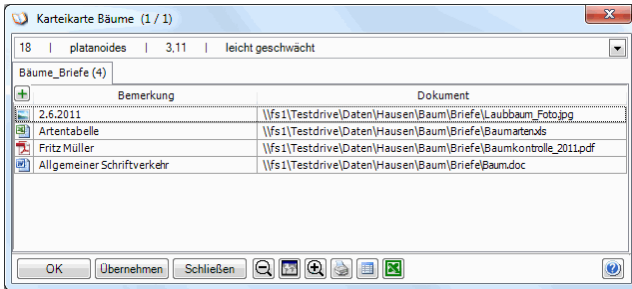 Karteikarte Bäume (1 / 1)
18 | platanoides | 3,11 | leicht geschwächt
Bäume_Briefe (4)
Bemerkung Dokument
2.6.2011 \\fs1\Testdrive\Daten\Hausen\Baum\Briefe\Laubbaum_Foto.jpg
Artentabelle \\fs1\Testdrive\Daten\Hausen\Baum\Briefe\Baumarten.xls
Fritz Müller \\fs1\Testdrive\Daten\Hausen\Baum\Briefe\Baumkontrolle_2011.pdf
Allgemeiner Schriftverkehr \\fs1\Testdrive\Daten\Hausen\Baum\Briefe\Baum.doc
OK Übernehmen Schließen